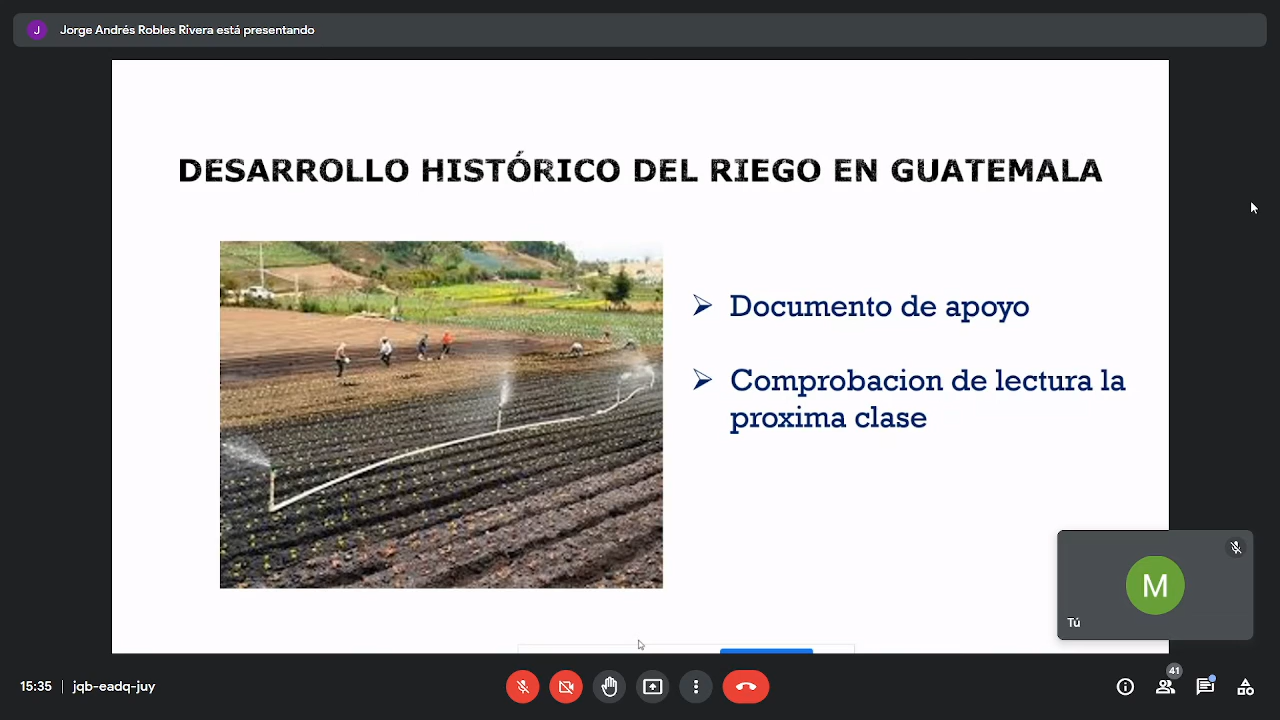 J Jorge Andrés Robles Rivera está presentando
DESARROLLO HISTÓRICO DEL RIEGO EN GUATEMALA
Documento de apoyo
Comprobacion de lectura la
proxima clase
M
Tú
15:35 | jqb-eadq-juy
41